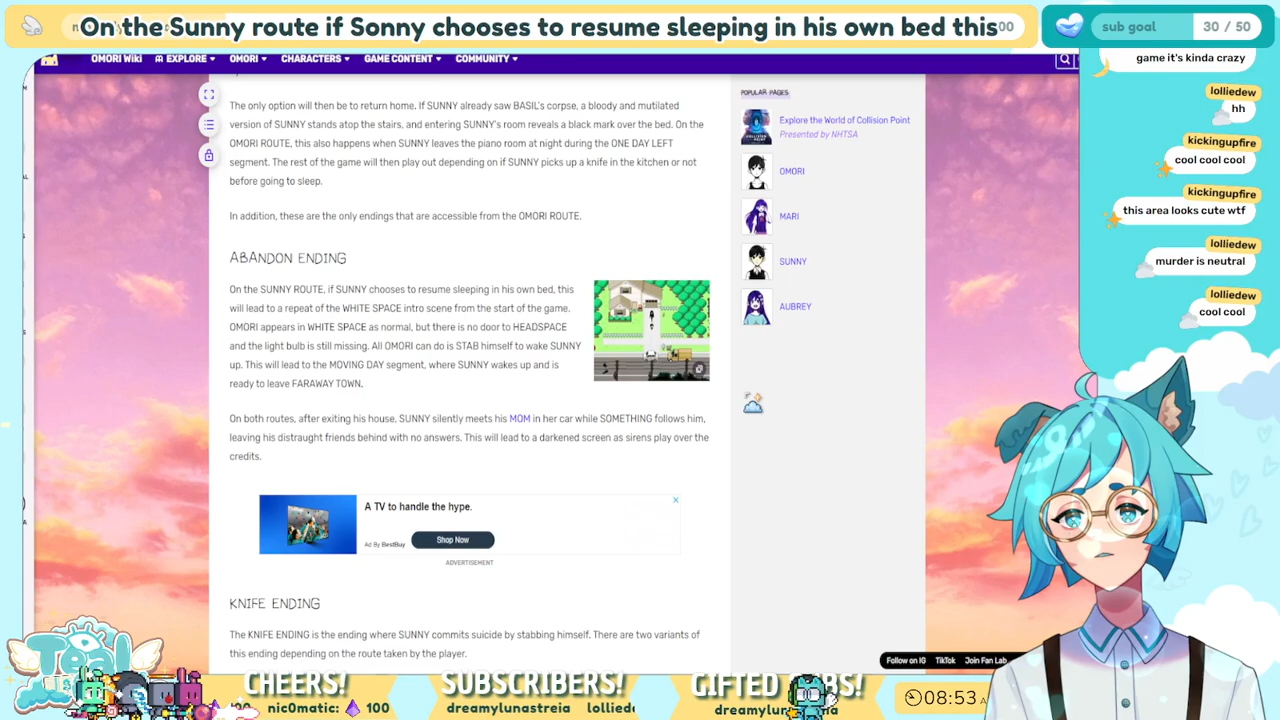 On the Sunny route if Sonny chooses to resume sleeping in his own bed this
00
sub goal
30 / 50
OMORI Wiki
EXPLORE
OMORI
CHARACTERS
GAME CONTENT
COMMUNITY
The only option will then be to return home. If SUNNY already saw BASIL's corpse, a bloody and mutilated
version of SUNNY stands atop the stairs, and entering SUNNY's room reveals a black mark over the bed. On the
OMORI ROUTE, this also happens when SUNNY leaves the piano room at night during the ONE DAY LEFT
segment. The rest of the game will then play out depending on if SUNNY picks up a knife in the kitchen or not
before going to sleep.
In addition, these are the only endings that are accessible from the OMORI ROUTE.
ABANDON ENDING
On the SUNNY ROUTE, if SUNNY chooses to resume sleeping in his own bed, this
will lead to a repeat of the WHITE SPACE intro scene from the start of the game.
OMORI appears in WHITE SPACE as normal, but there is no door to HEADSPACE
and the light bulb is still missing. All OMORI can do is STAB himself to wake SUNNY
up. This will lead to the MOVING DAY segment, where SUNNY wakes up and is
ready to leave FARAWAY TOWN.
On both routes, after exiting his house, SUNNY silently meets his MOM in her car while SOMETHING follows him,
leaving his distraught friends behind with no answers. This will lead to a darkened screen as sirens play over the
credits.
A TV to handle the hype.
Ad By BestBuy
Shop Now
ADVERTISEMENT
KNIFE ENDING
The KNIFE ENDING is the ending where SUNNY commits suicide by stabbing himself. There are two variants of
this ending depending on the route taken by the player.
POPULAR PAGES
Explore the World of Collision Point
Presented by NHTSA
OMORI
MARI
SUNNY
AUBREY
Follow on IG
TikTok
Join Fan Lab
game it's kinda crazy
lolliedew
hh
kickingupfire
cool cool cool
kickingupfire
this area looks cute wtf
lolliedew
murder is neutral
lolliedew
cool cool
Teal
CHEERS!
nic0matic:
100
SUBSCRIBERS!
dreamylunastreia
lollied
GIFTED
BS!
dreamylun
08:53